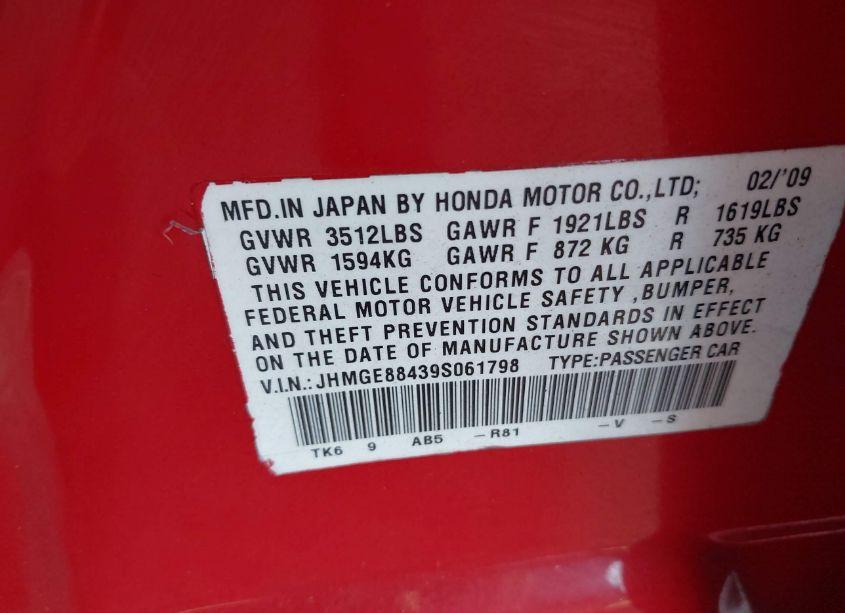 MFD.IN JAPAN BY HONDA MOTOR CO.,LTD; 02/'09
GVWR 3512LBS GAWR F 1921LBS R 1619LBS
GVWR 1594KG GAWR F 872 KG R 735 KG
THIS VEHICLE CONFORMS TO ALL APPLICABLE
FEDERAL MOTOR VEHICLE SAFETY ,BUMPER,
AND THEFT PREVENTION STANDARDS IN EFFECT
ON THE DATE OF MANUFACTURE SHOWN ABOVE.
V.I.N.: JHMGE88439S061798 TYPE:PASSENGER CAR
TK6 9 AB5 –R81 –V –S